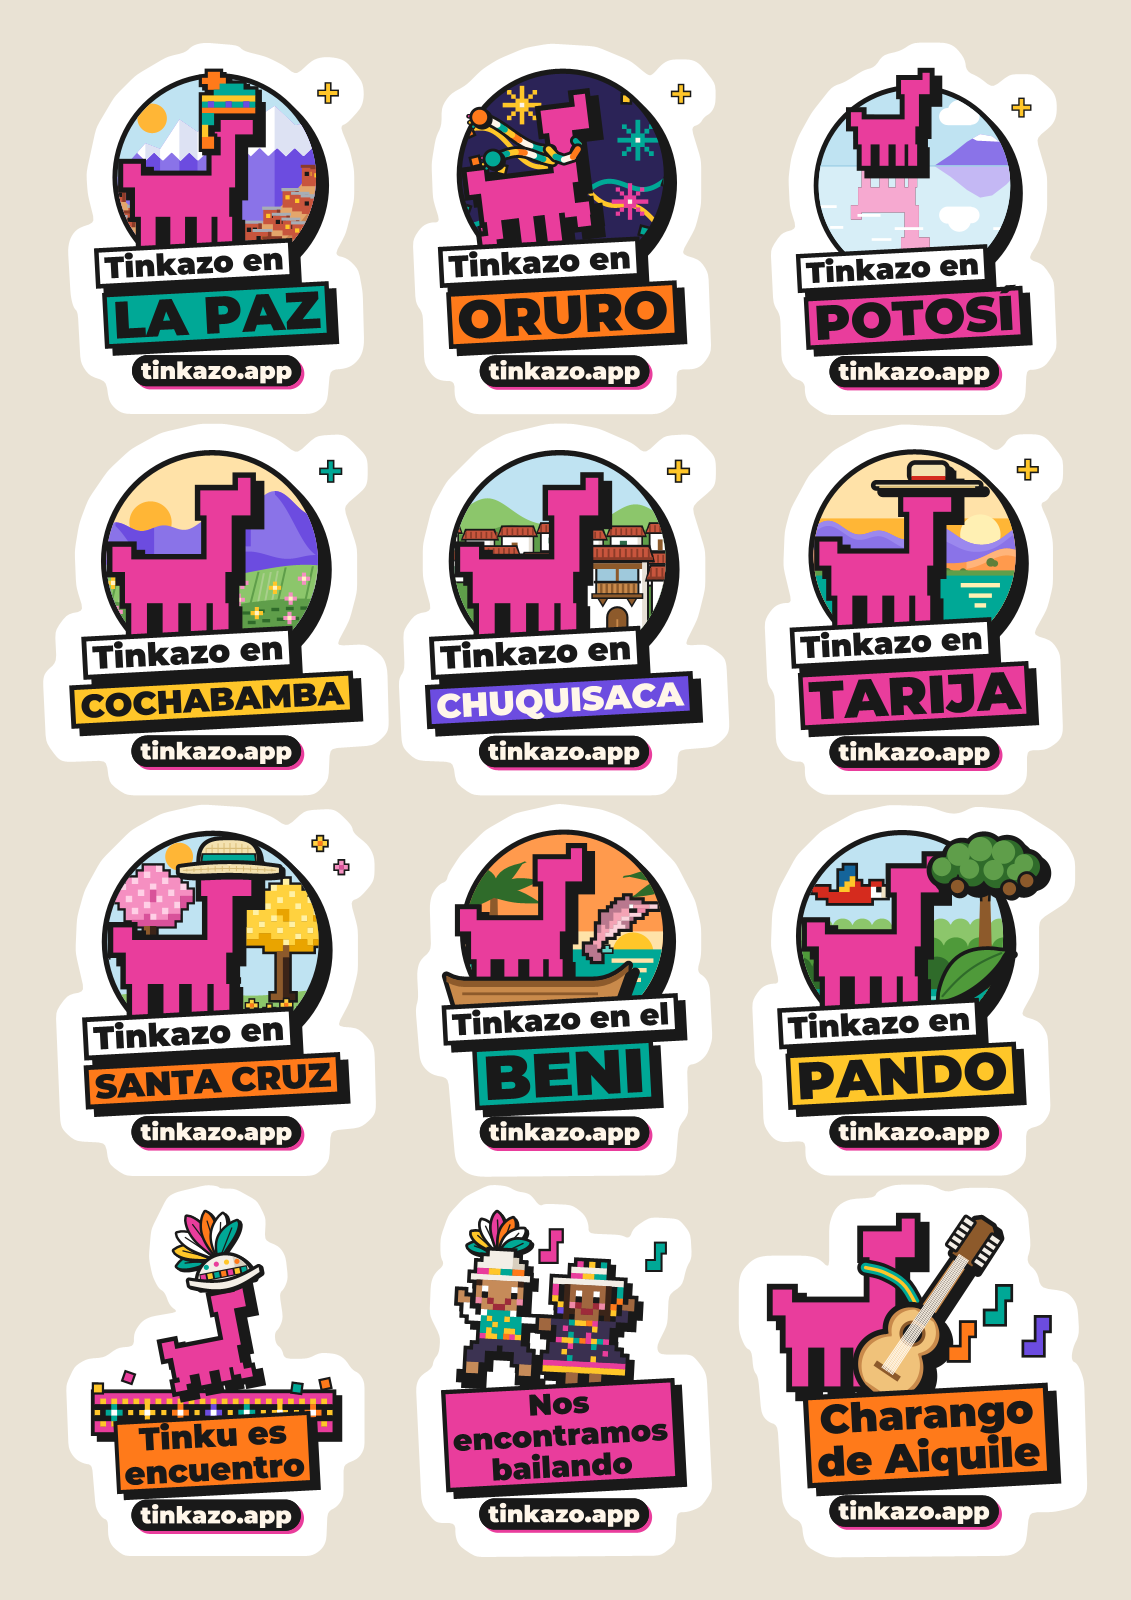 Tinkazo en
LA PAZ
tinkazo.app
Tinkazo en
ORURO
tinkazo.app
Tinkazo en
POTOSÍ
tinkazo.app
Tinkazo en
COCHABAMBA
tinkazo.app
Tinkazo en
CHUQUISACA
tinkazo.app
Tinkazo en
TARIJA
tinkazo.app
Tinkazo en
SANTA CRUZ
tinkazo.app
Tinkazo en el
BENI
tinkazo.app
Tinkazo en
PANDO
tinkazo.app
Tinku es
encuentro
tinkazo.app
Nos
encontramos
bailando
tinkazo.app
Charango
de Aiquile
tinkazo.app